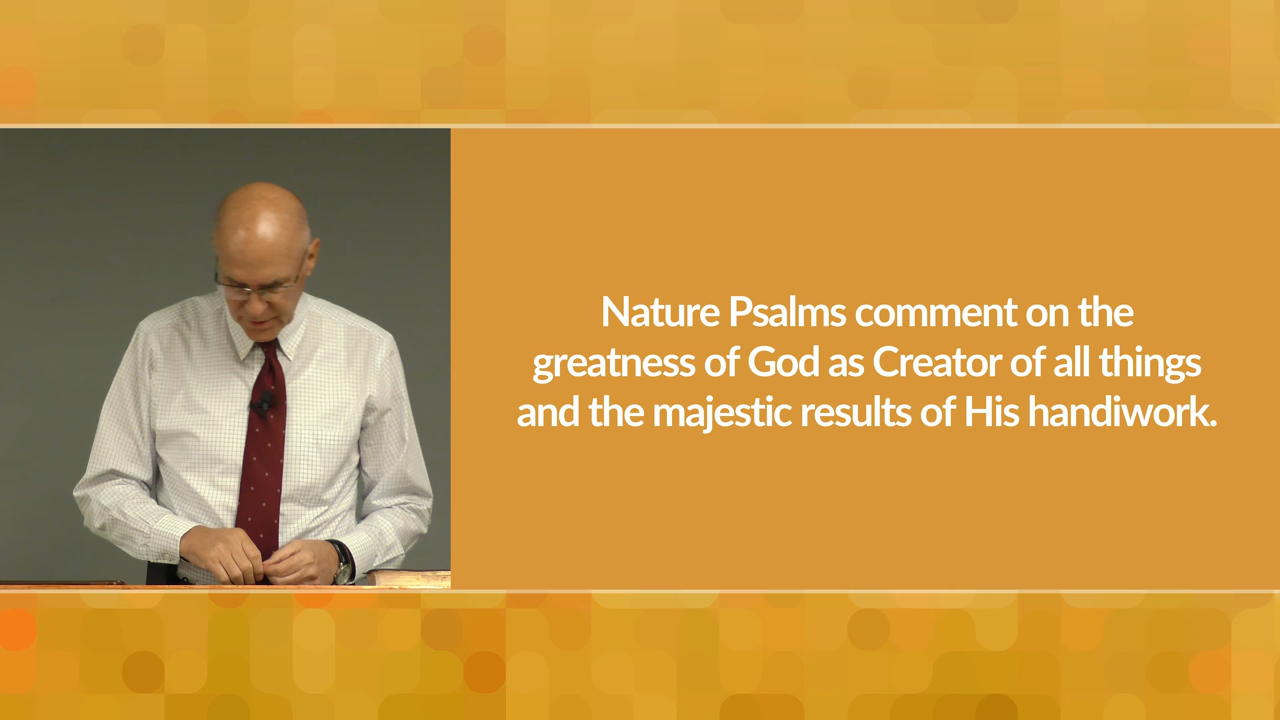 Nature Psalms comment on the
greatness of God as Creator of all things
and the majestic results of His handiwork.